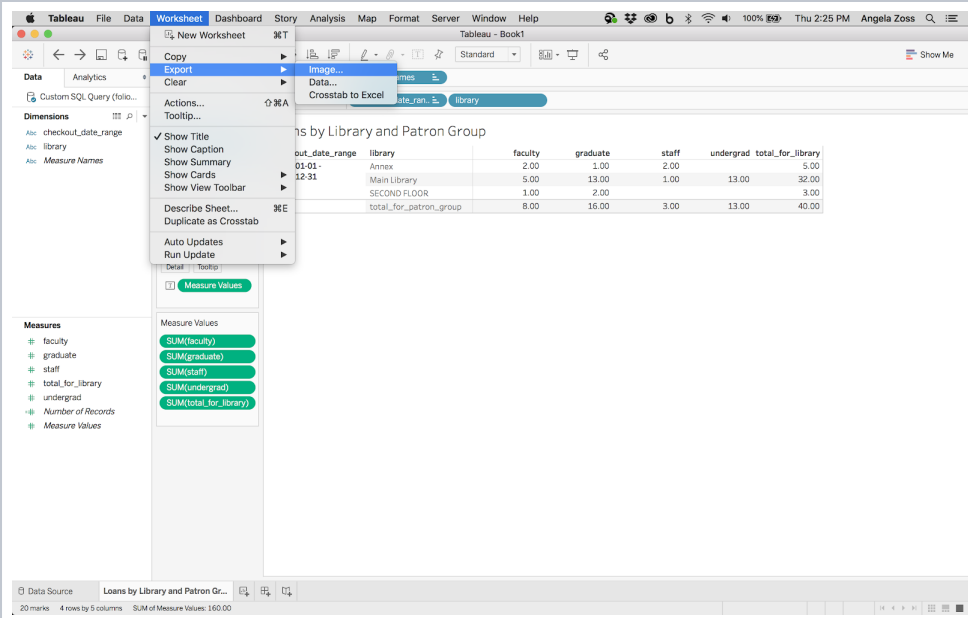 Tableau File Data Worksheet Dashboard Story Analysis Map Format Server Window Help 100% Thu 2:25 PM Angela Zoss
Tableau - Book1
New Worksheet ⌘T
Copy
Export
Clear
Actions... ⇧⌘A
Tooltip...
✓ Show Title
Show Caption
Show Summary
Show Cards
Show View Toolbar
Describe Sheet... ⌘E
Duplicate as Crosstab
Auto Updates
Run Update
Image...
Data...
Crosstab to Excel
Standard
Show Me
Data Analytics
Custom SQL Query (folio...
Dimensions
Abc checkout_date_range
Abc library
Abc Measure Names
Measures
# faculty
# graduate
# staff
# total_for_library
# undergrad
=# Number of Records
# Measure Values
Detail Tooltip
Measure Values
Measure Values
SUM(faculty)
SUM(graduate)
SUM(staff)
SUM(undergrad)
SUM(total_for_library)
ames
ate_ran.. library
ns by Library and Patron Group
out_date_range library faculty graduate staff undergrad total_for_library
01-01 - Annex 2.00 1.00 2.00 5.00
12-31 Main Library 5.00 13.00 1.00 13.00 32.00
SECOND FLOOR 1.00 2.00 3.00
total_for_patron_group 8.00 16.00 3.00 13.00 40.00
Data Source Loans by Library and Patron Gr...
20 marks 4 rows by 5 columns SUM of Measure Values: 160.00